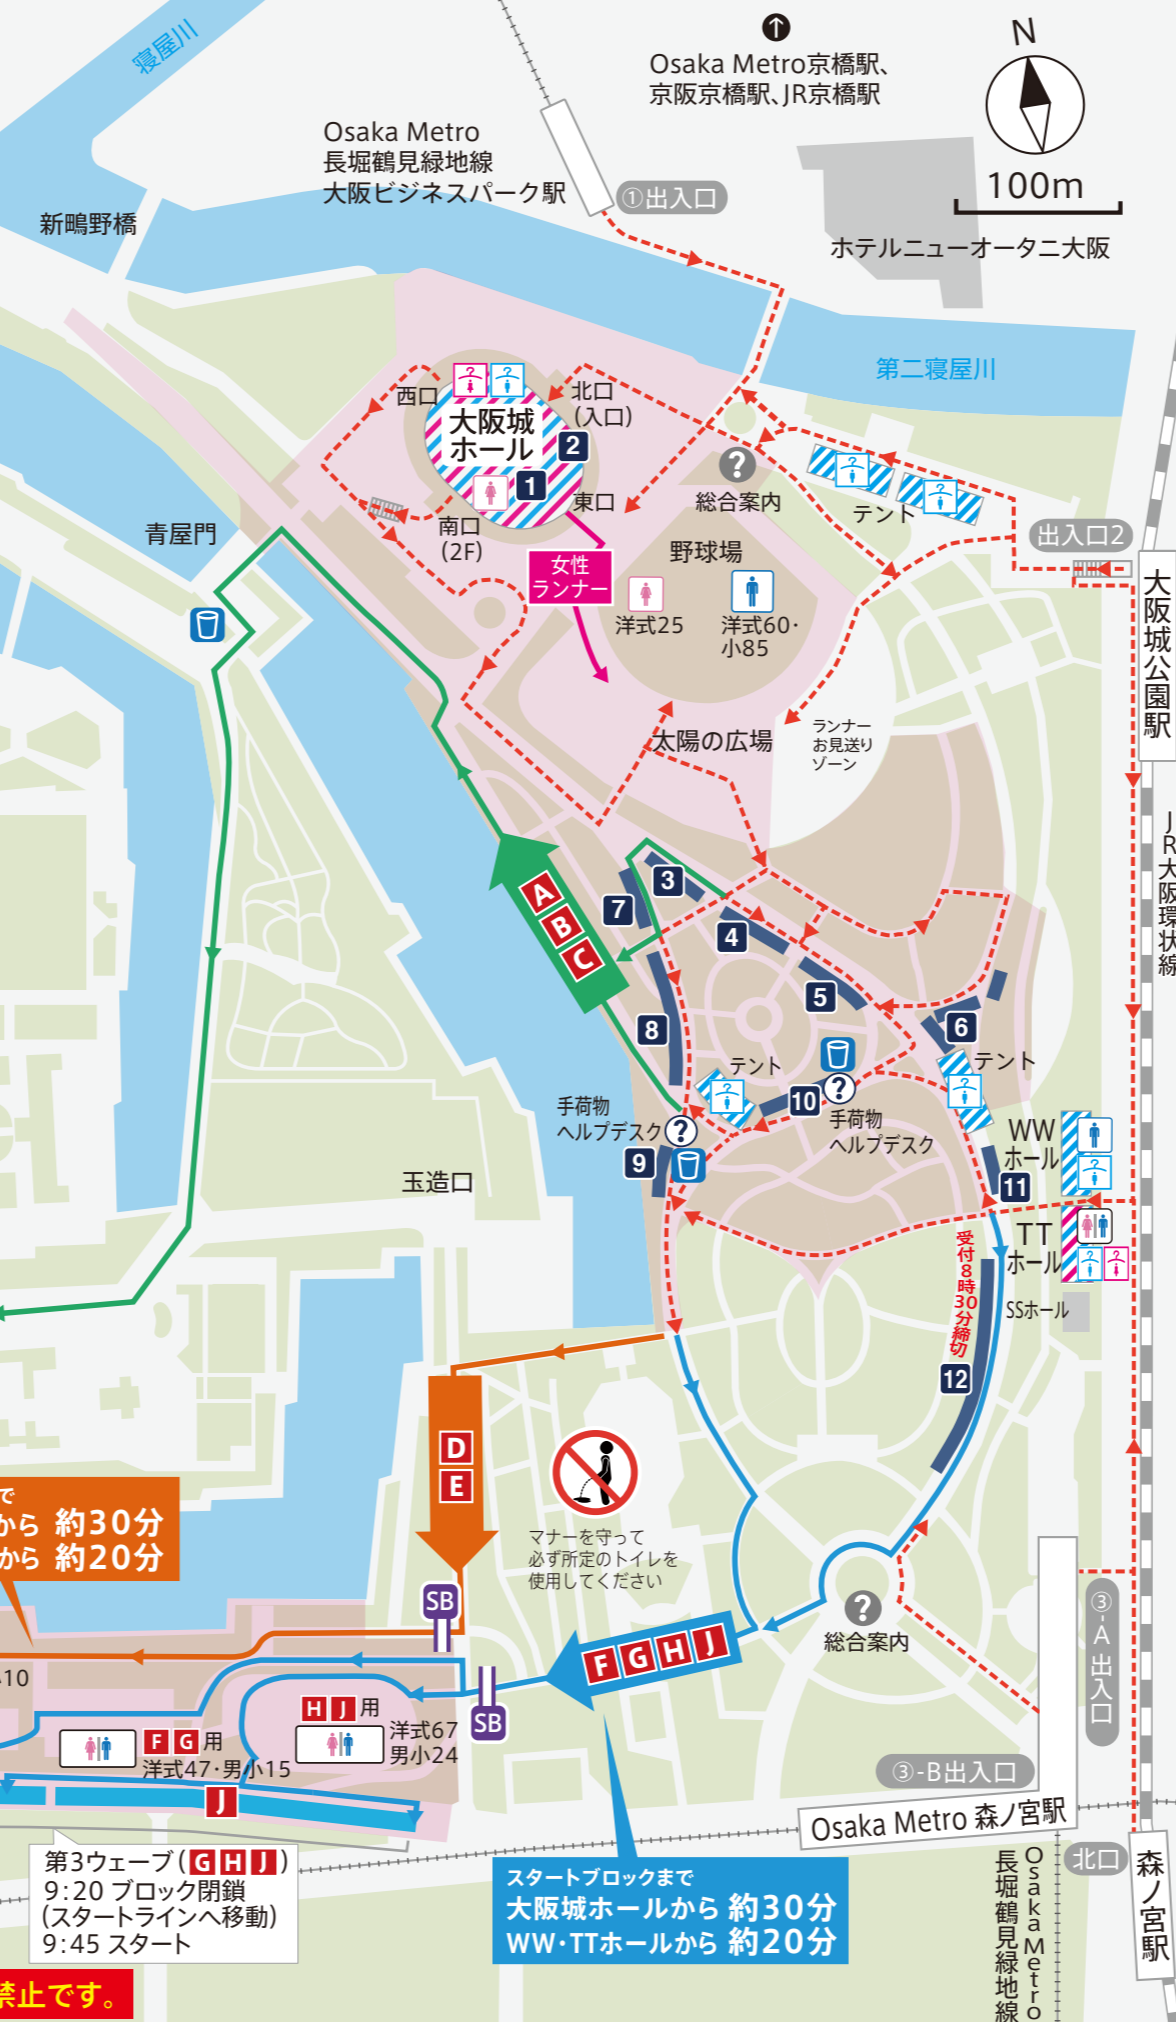 寝屋川
Osaka Metro京橋駅、
京阪京橋駅、JR京橋駅
N
100m
Osaka Metro
長堀鶴見緑地線
大阪ビジネスパーク駅
①出入口
新鴫野橋
ホテルニューオータニ大阪
第二寝屋川
西口
大阪城
ホール
北口
(入口)
2
1
東口
南口
(2F)
?
総合案内
テント
出入口2
大阪城公園駅
青屋門
女性
ランナー
野球場
洋式25
洋式60・
小85
太陽の広場
ランナー
お見送り
ゾーン
JR大阪環状線
A
B
C
3
7
4
5
8
6
テント
テント
10
?
手荷物
ヘルプデスク
手荷物
ヘルプデスク
?
9
WW
ホール
11
TT
ホール
SSホール
玉造口
受付8時30分締切
12
D
E
マナーを守って
必ず所定のトイレを
使用してください
で
から 約30分
から 約20分
SB
F G H J
?
総合案内
③-A 出入口
10
SB
H J 用
洋式67
男小24
F G 用
洋式47・男小15
J
③-B出入口
Osaka Metro 森ノ宮駅
北口
森ノ宮駅
Osaka Metro
長堀鶴見緑地線
第3ウェーブ(G H J)
9:20 ブロック閉鎖
(スタートラインへ移動)
9:45 スタート
スタートブロックまで
大阪城ホールから 約30分
WW・TTホールから 約20分
禁止です。